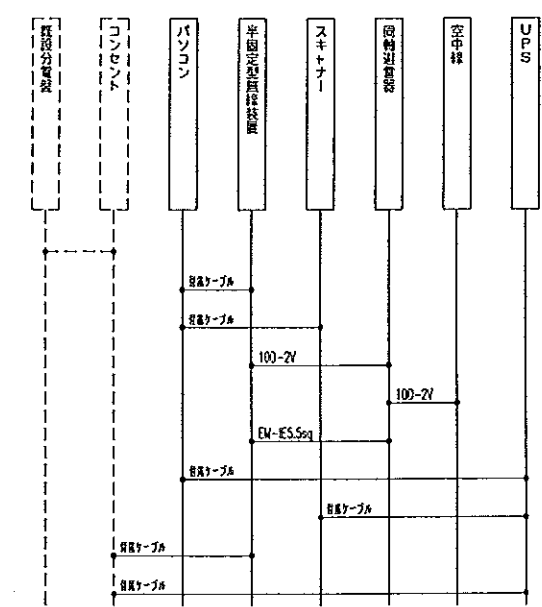 既設分電盤
コンセント
パソコン
半固定型無線装置
スキャナー
同軸避雷器
空中線
UPS
付属ケーブル
付属ケーブル
10D-2V
10D-2V
EM-IE5.5sq
付属ケーブル
付属ケーブル
付属ケーブル
付属ケーブル